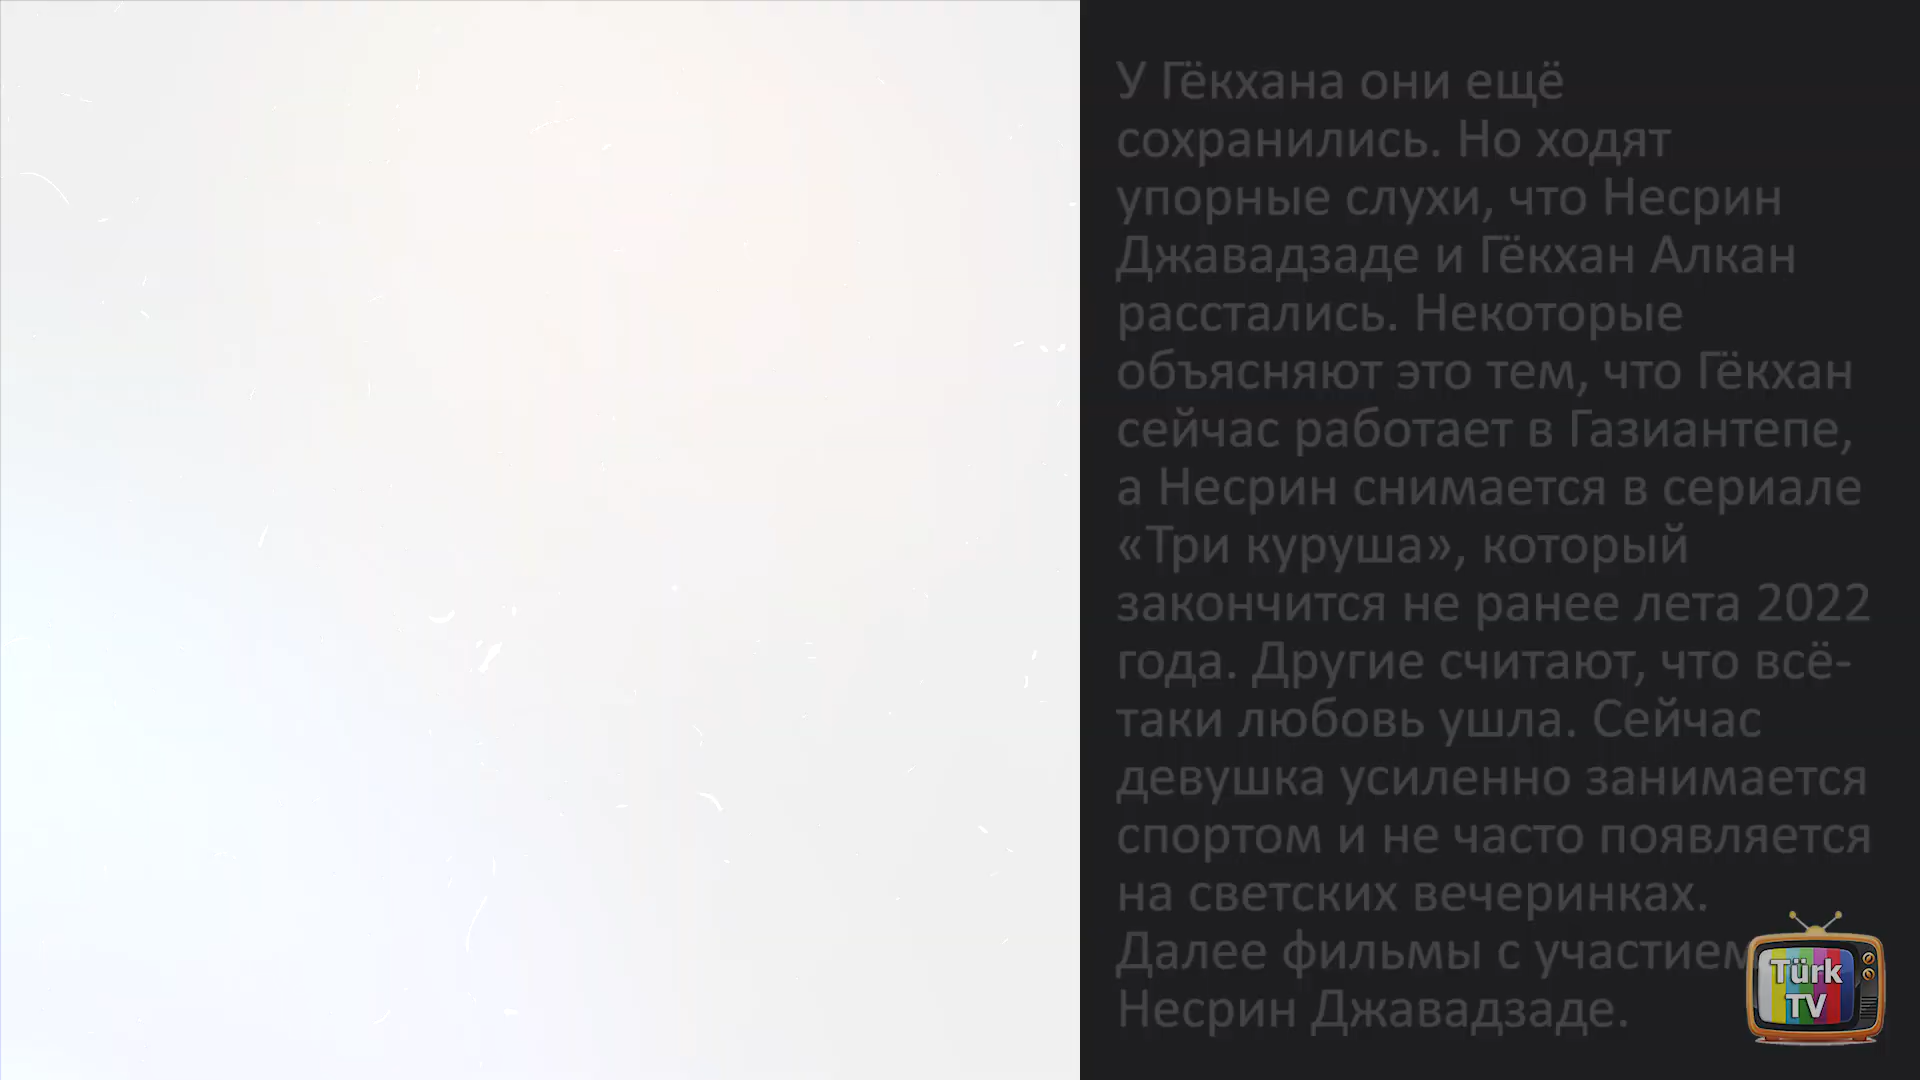 У Гёкхана они ещё
сохранились. Но ходят
упорные слухи, что Несрин
Джавадзаде и Гёкхан Алкан
расстались. Некоторые
объясняют это тем, что Гёкхан
сейчас работает в Газиантепе,
а Несрин снимается в сериале
«Три куруша», который
закончится не ранее лета 2022
года. Другие считают, что всё-
таки любовь ушла. Сейчас
девушка усиленно занимается
спортом и не часто появляется
на светских вечеринках.
Далее фильмы с участием
Несрин Джавадзаде.
Türk
TV